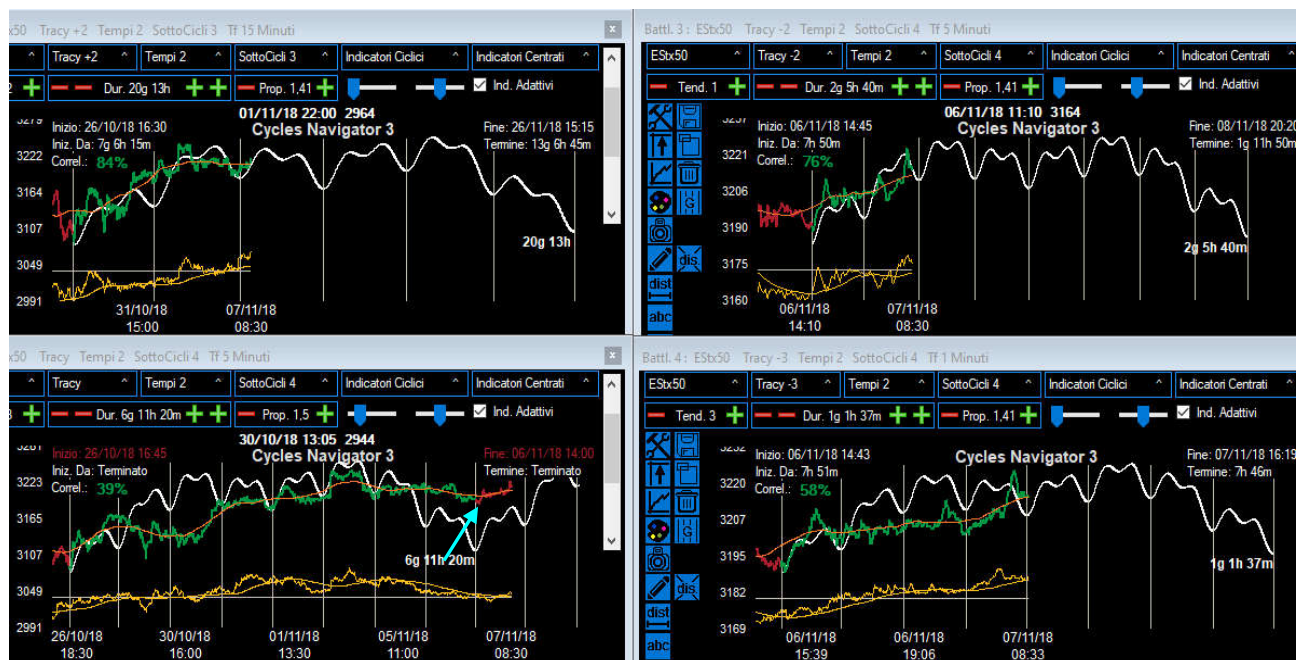 x50 Tracy +2 Tempi 2 SottoCicli 3 Tf 15 Minuti
Tracy +2 ^ Tempi 2 ^ SottoCicli 3 ^ Indicatori Ciclici ^ Indicatori Centrati ^
Dur. 20g 13h Prop. 1,41 Ind. Adattivi
01/11/18 22:00 2964
Cycles Navigator 3
Inizio: 26/10/18 16:30
Iniz. Da: 7g 6h 15m
Correl.: 84%
Fine: 26/11/18 15:15
Termine: 13g 6h 45m
3279
3222
3164
3107
3049
2991
20g 13h
31/10/18 07/11/18
15:00 08:30
Battl. 3 : EStx50 Tracy -2 Tempi 2 SottoCicli 4 Tf 5 Minuti
EStx50 ^ Tracy -2 ^ Tempi 2 ^ SottoCicli 4 ^ Indicatori Ciclici ^ Indicatori Centrati ^
Tend. 1 Dur. 2g 5h 40m Prop. 1,41 Ind. Adattivi
06/11/18 11:10 3164
Cycles Navigator 3
Inizio: 06/11/18 14:45
Iniz. Da: 7h 50m
Correl.: 76%
Fine: 08/11/18 20:20
Termine: 1g 11h 50m
3237
3221
3206
3190
3175
3160
G
dis.
dist
abc
2g 5h 40m
06/11/18 07/11/18
14:10 08:30
x50 Tracy Tempi 2 SottoCicli 4 Tf 5 Minuti
^ Tracy ^ Tempi 2 ^ SottoCicli 4 ^ Indicatori Ciclici ^ Indicatori Centrati ^
Dur. 6g 11h 20m Prop. 1,5 Ind. Adattivi
30/10/18 13:05 2944
Cycles Navigator 3
Inizio: 26/10/18 16:45
Iniz. Da: Terminato
Correl.: 39%
Fine: 06/11/18 14:00
Termine: Terminato
3281
3223
3165
3107
3049
2991
6g 11h 20m
26/10/18 30/10/18 01/11/18 05/11/18 07/11/18
18:30 16:00 13:30 11:00 08:30
Battl. 4 : EStx50 Tracy -3 Tempi 2 SottoCicli 4 Tf 1 Minuti
EStx50 ^ Tracy -3 ^ Tempi 2 ^ SottoCicli 4 ^ Indicatori Ciclici ^ Indicatori Centrati ^
Tend. 3 Dur. 1g 1h 37m Prop. 1,41 Ind. Adattivi
Cycles Navigator 3
Inizio: 06/11/18 14:43
Iniz. Da: 7h 51m
Correl.: 58%
Fine: 07/11/18 16:19
Termine: 7h 46m
3232
3220
3207
3195
3182
3169
G
dis.
dist
abc
1g 1h 37m
06/11/18 06/11/18 07/11/18
15:39 19:06 08:33